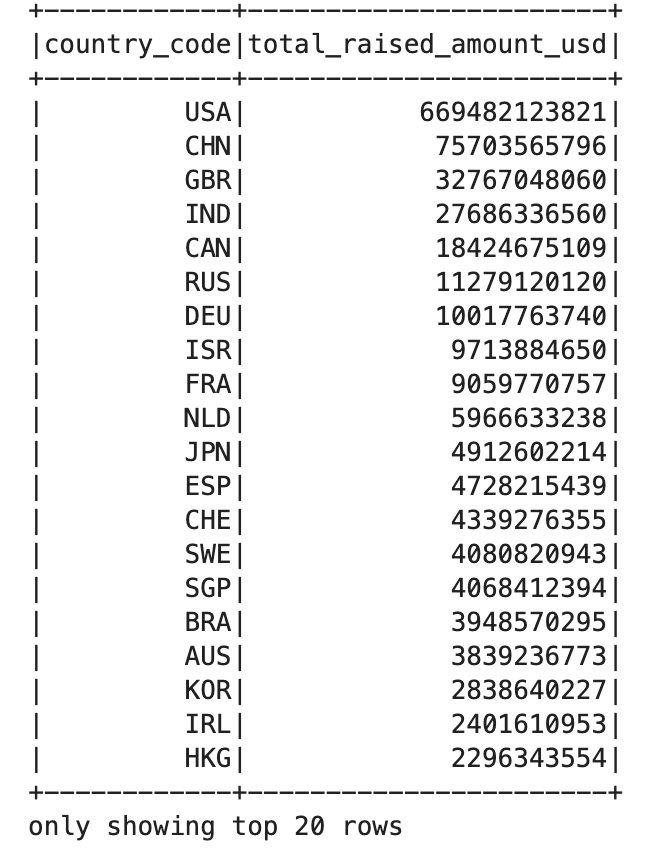 +------------+------------------------+
|country_code|total_raised_amount_usd|
+------------+------------------------+
|         USA|           669482123821|
|         CHN|            75703565796|
|         GBR|            32767048060|
|         IND|            27686336560|
|         CAN|            18424675109|
|         RUS|            11279120120|
|         DEU|            10017763740|
|         ISR|             9713884650|
|         FRA|             9059770757|
|         NLD|             5966633238|
|         JPN|             4912602214|
|         ESP|             4728215439|
|         CHE|             4339276355|
|         SWE|             4080820943|
|         SGP|             4068412394|
|         BRA|             3948570295|
|         AUS|             3839236773|
|         KOR|             2838640227|
|         IRL|             2401610953|
|         HKG|             2296343554|
+------------+------------------------+
only showing top 20 rows